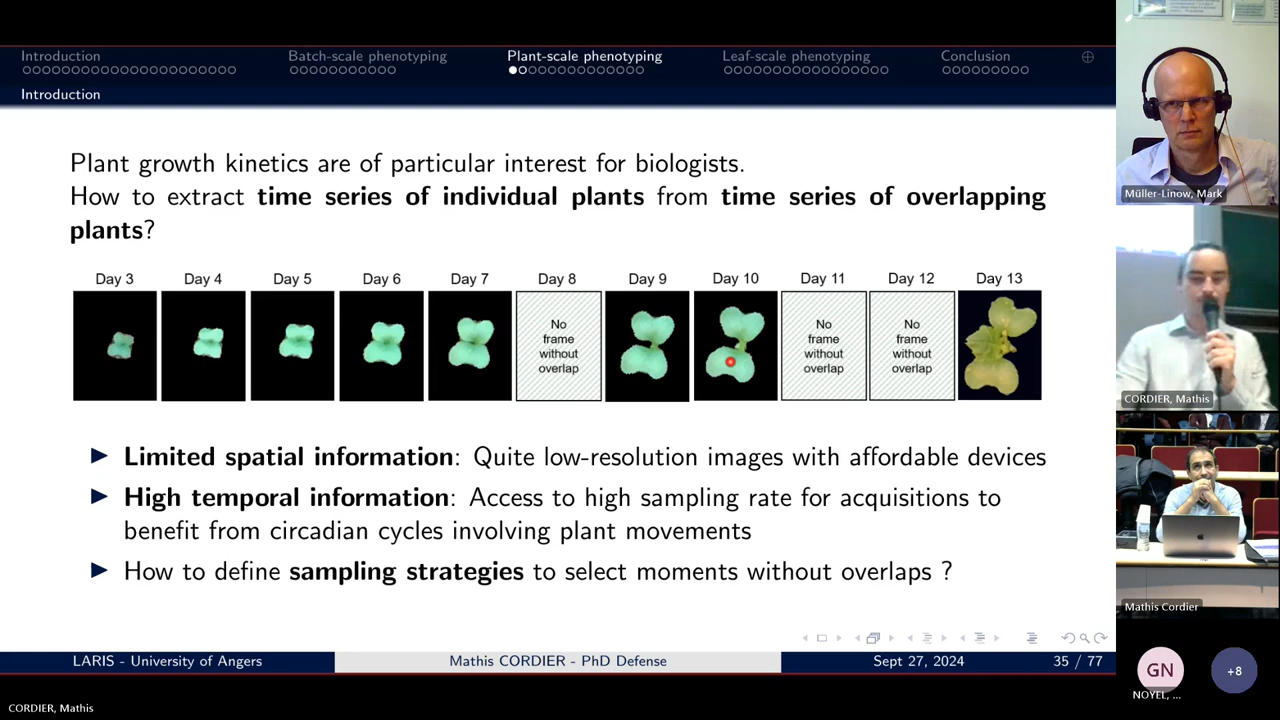 Introduction Batch-scale phenotyping Plant-scale phenotyping Leaf-scale phenotyping Conclusion
Introduction
Plant growth kinetics are of particular interest for biologists.
How to extract time series of individual plants from time series of overlapping
plants?
Day 3 Day 4 Day 5 Day 6 Day 7 Day 8 Day 9 Day 10 Day 11 Day 12 Day 13
No frame without overlap
No frame without overlap
No frame without overlap
Limited spatial information: Quite low-resolution images with affordable devices
High temporal information: Access to high sampling rate for acquisitions to
benefit from circadian cycles involving plant movements
How to define sampling strategies to select moments without overlaps ?
LARIS - University of Angers Mathis CORDIER - PhD Defense Sept 27, 2024 35 / 77
CORDIER, Mathis
Müller-Linow, Mark
CORDIER, Mathis
Mathis Cordier
GN
NOYEL, ...
+8